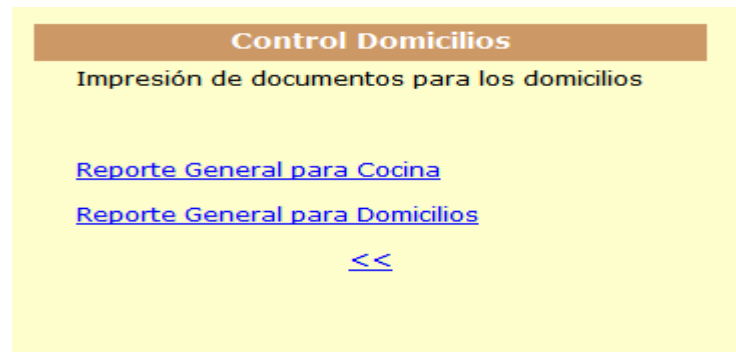 Control Domicilios
Impresión de documentos para los domicilios
Reporte General para Cocina
Reporte General para Domicilios
<<